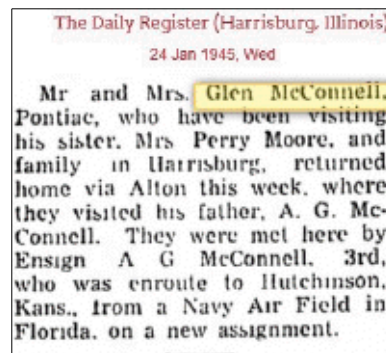 The Daily Register (Harrisburg, Illinois)
24 Jan 1945, Wed
Mr and Mrs. Glen McConnell,
Pontiac, who have been visiting
his sister, Mrs Perry Moore, and
family in Harrisburg, returned
home via Alton this week, where
they visited his father, A. G. Mc-
Connell. They were met here by
Ensign A G McConnell, 3rd,
who was enroute to Hutchinson,
Kans., from a Navy Air Field in
Florida, on a new assignment.